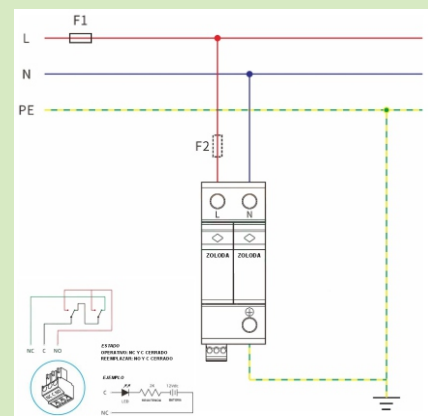 F1
L
N
PE
F2
L N
ZOLODA ZOLODA
NC C NO
ESTADO
OPERATIVO: NC Y C CERRADO
REEMPLAZAR: NO Y C CERRADO
EJEMPLO
C
NC